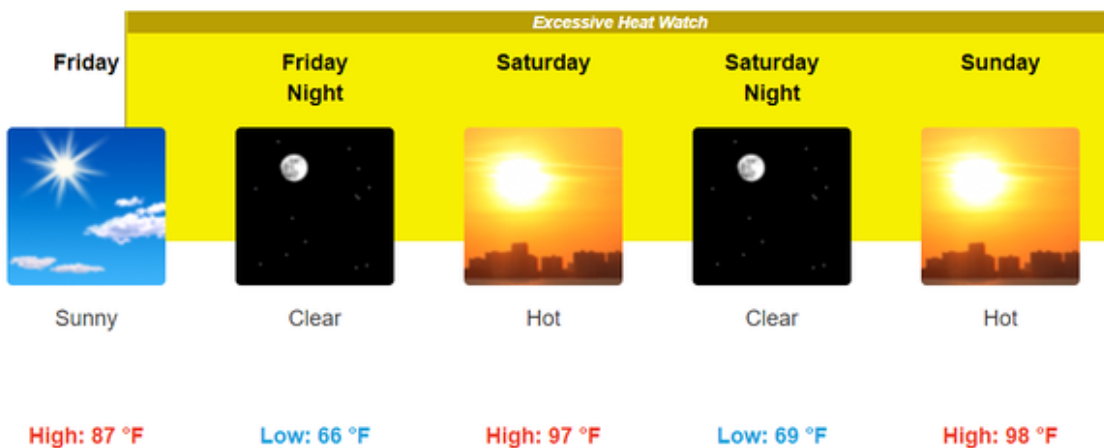 Excessive Heat Watch
Friday
Friday
Night
Saturday
Saturday
Night
Sunday
Sunny
Clear
Hot
Clear
Hot
High: 87 °F
Low: 66 °F
High: 97 °F
Low: 69 °F
High: 98 °F